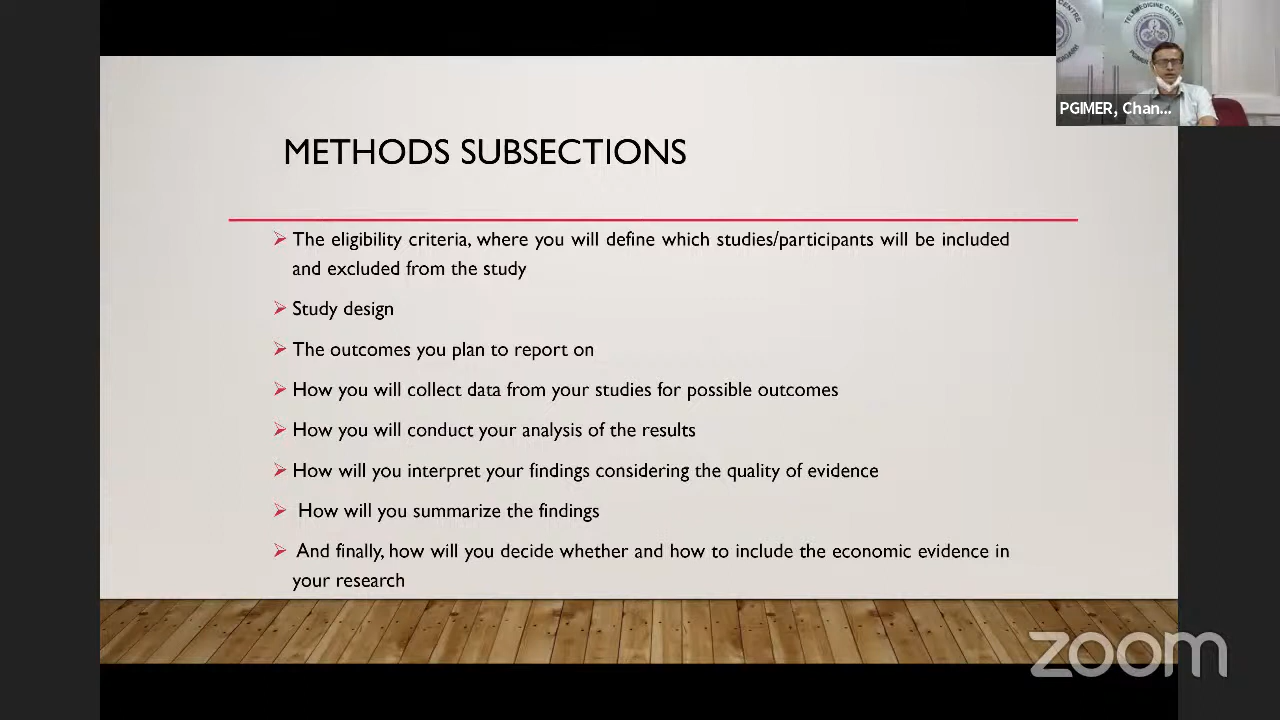 TELEMEDICINE CENTRE
PGIMER, Chan...
METHODS SUBSECTIONS
➢ The eligibility criteria, where you will define which studies/participants will be included
and excluded from the study
➢ Study design
➢ The outcomes you plan to report on
➢ How you will collect data from your studies for possible outcomes
➢ How you will conduct your analysis of the results
➢ How will you interpret your findings considering the quality of evidence
➢ How will you summarize the findings
➢ And finally, how will you decide whether and how to include the economic evidence in
your research
zoom